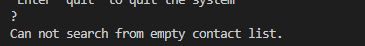 Enter 'quit' to quit the system
?
Can not search from empty contact list.